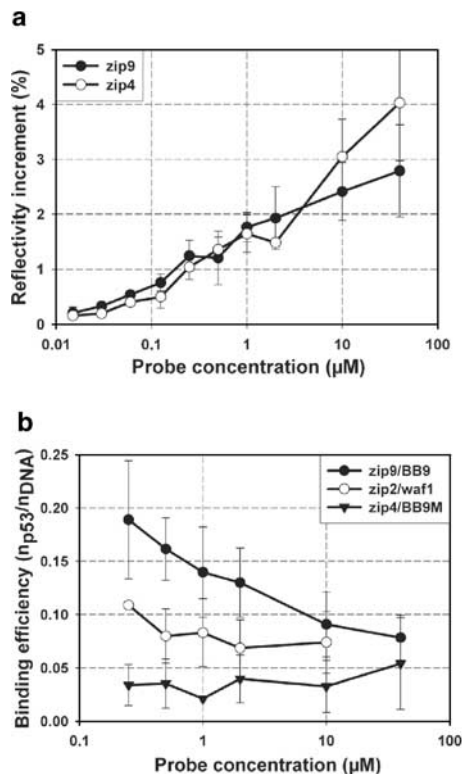 a
zip9
zip4
Reflectivity increment (%)
5
4
3
2
1
0
0.01
0.1
1
10
100
Probe concentration (µM)
b
zip9/BB9
zip2/waf1
zip4/BB9M
Binding efficiency (np53/nDNA)
0.25
0.20
0.15
0.10
0.05
0.00
0.1
1
10
100
Probe concentration (µM)